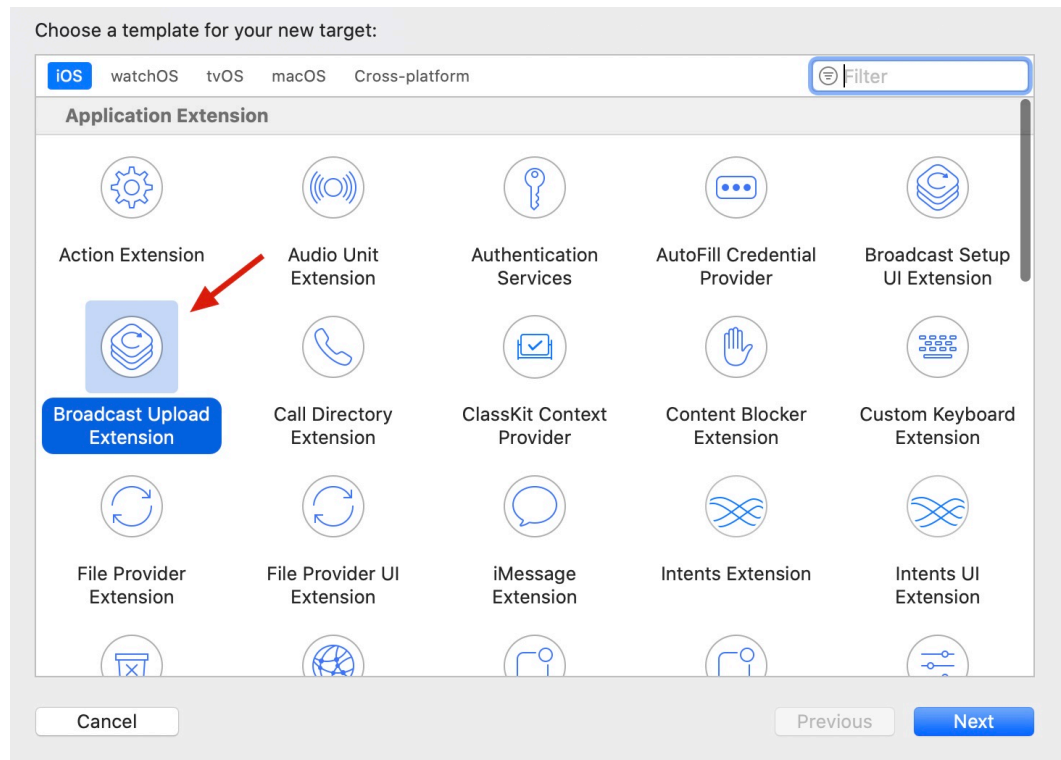 Choose a template for your new target:
iOS watchOS tvOS macOS Cross-platform Filter
Application Extension
Action Extension
Audio Unit
Extension
Authentication
Services
AutoFill Credential
Provider
Broadcast Setup
UI Extension
Broadcast Upload
Extension
Call Directory
Extension
ClassKit Context
Provider
Content Blocker
Extension
Custom Keyboard
Extension
File Provider
Extension
File Provider UI
Extension
iMessage
Extension
Intents Extension
Intents UI
Extension
Cancel Previous Next